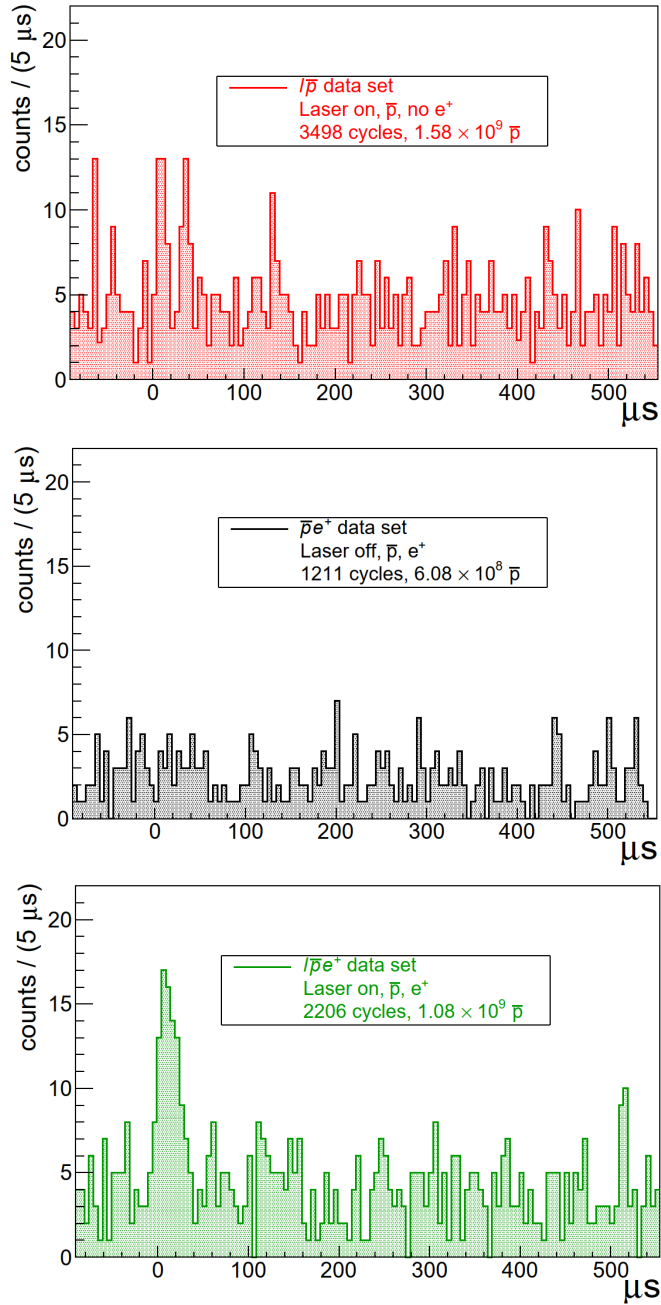 counts / (5 μs)
20
15
10
5
0
lp̅ data set
Laser on, p̅, no e⁺
3498 cycles, 1.58 × 10⁹ p̅
0 100 200 300 400 500
μs
counts / (5 μs)
20
15
10
5
0
p̅e⁺ data set
Laser off, p̅, e⁺
1211 cycles, 6.08 × 10⁸ p̅
0 100 200 300 400 500
μs
counts / (5 μs)
20
15
10
5
0
lp̅e⁺ data set
Laser on, p̅, e⁺
2206 cycles, 1.08 × 10⁹ p̅
0 100 200 300 400 500
μs